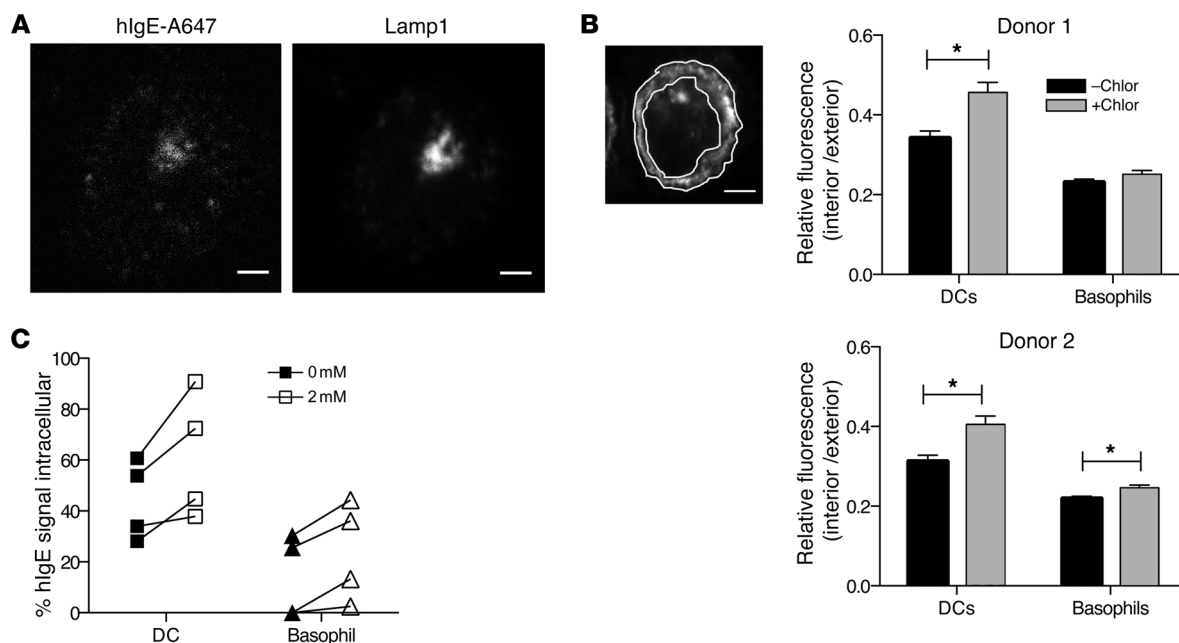 A
hIgE-A647
Lamp1
B
Donor 1
0.6
0.4
0.2
0.0
Relative fluorescence
(interior /exterior)
*
–Chlor
+Chlor
DCs
Basophils
C
100
80
60
40
20
0
% hIgE signal intracellular
0 mM
2 mM
DC
Basophil
Donor 2
0.6
0.4
0.2
0.0
Relative fluorescence
(interior /exterior)
*
*
DCs
Basophils